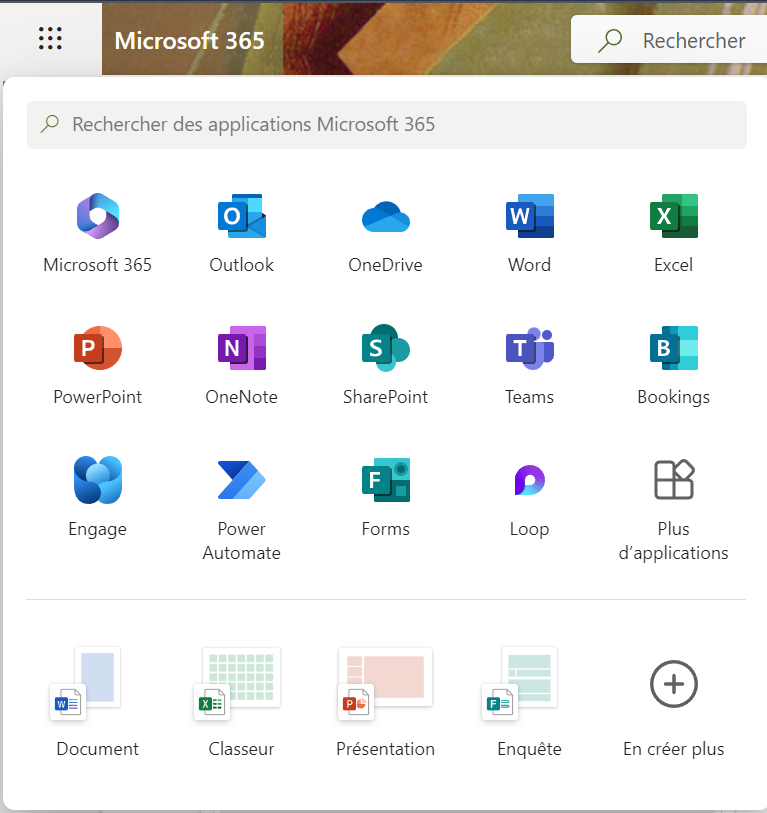 Microsoft 365
Rechercher
Rechercher des applications Microsoft 365
Microsoft 365
Outlook
OneDrive
Word
Excel
PowerPoint
OneNote
SharePoint
Teams
Bookings
Engage
Power
Automate
Forms
Loop
Plus
d’applications
Document
Classeur
Présentation
Enquête
En créer plus